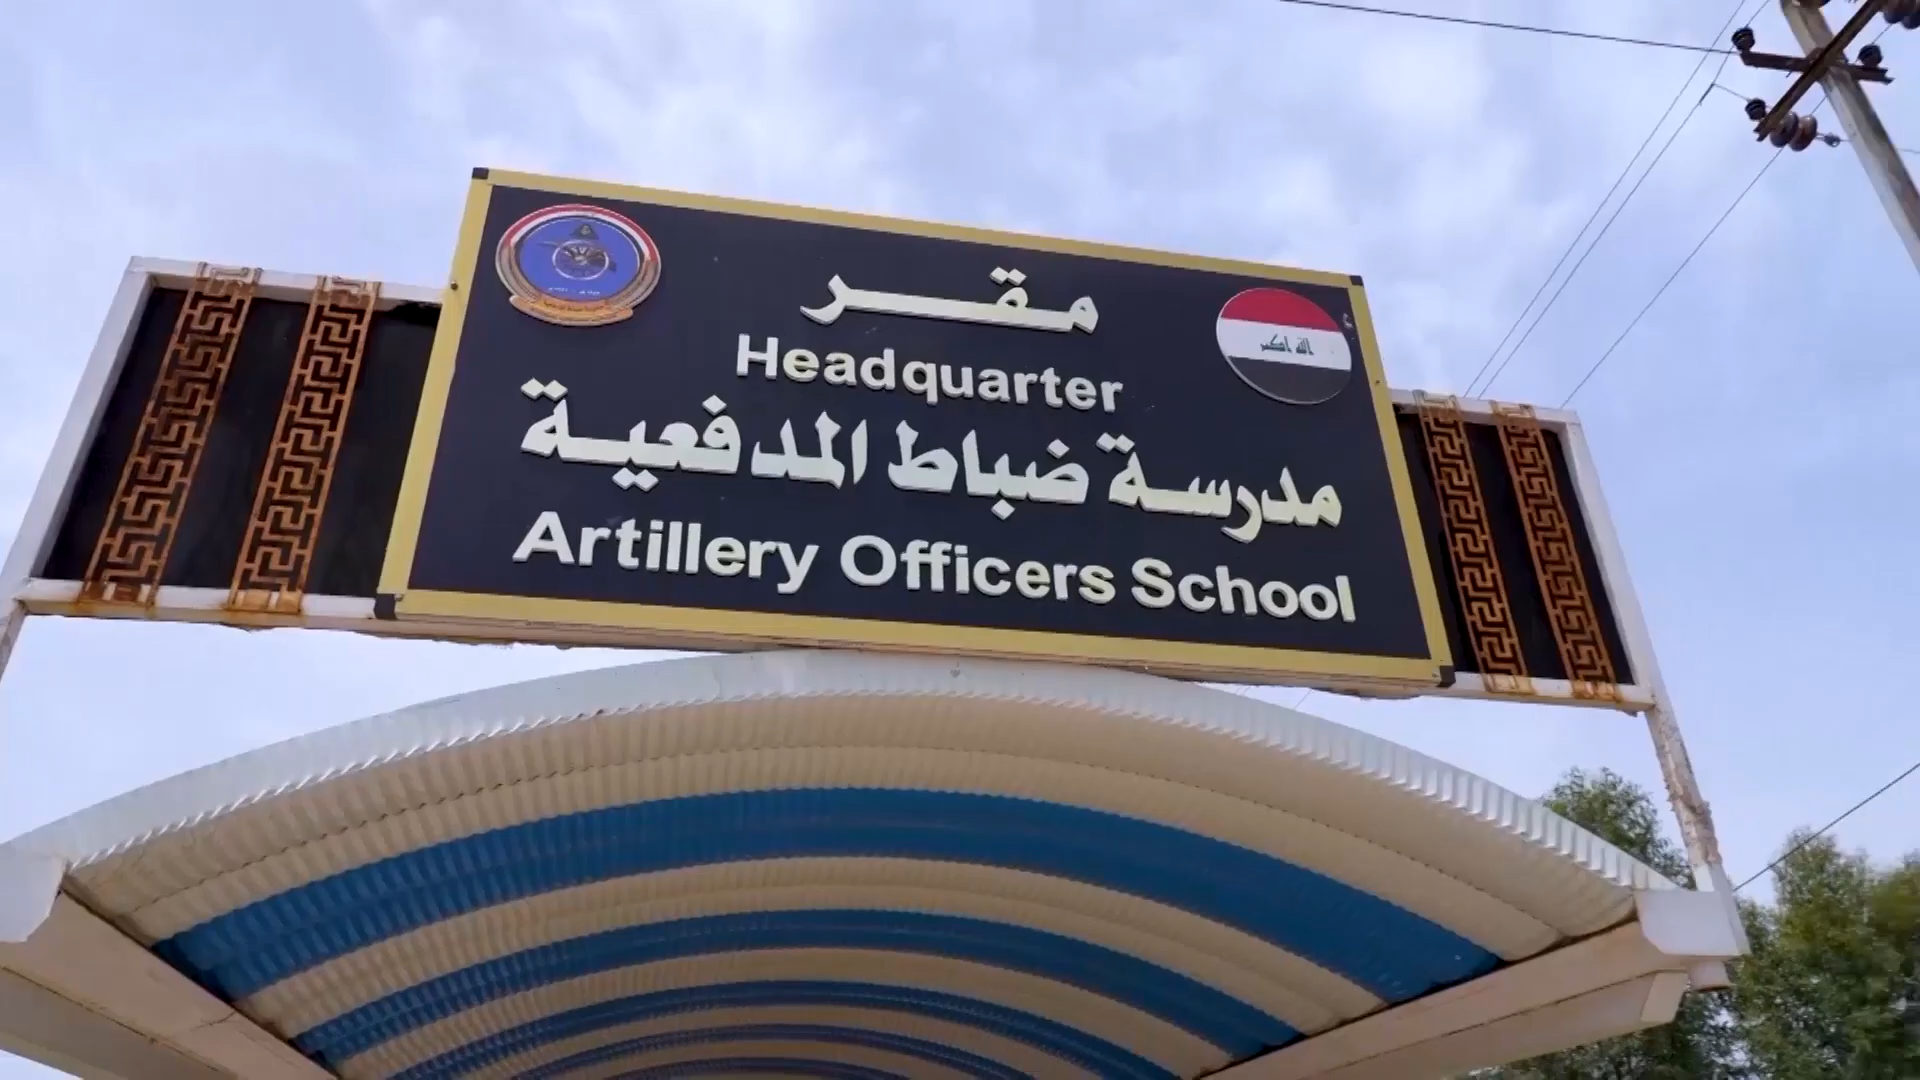 مقر
Headquarter
مدرسة ضباط المدفعية
Artillery Officers School
الله اكبر